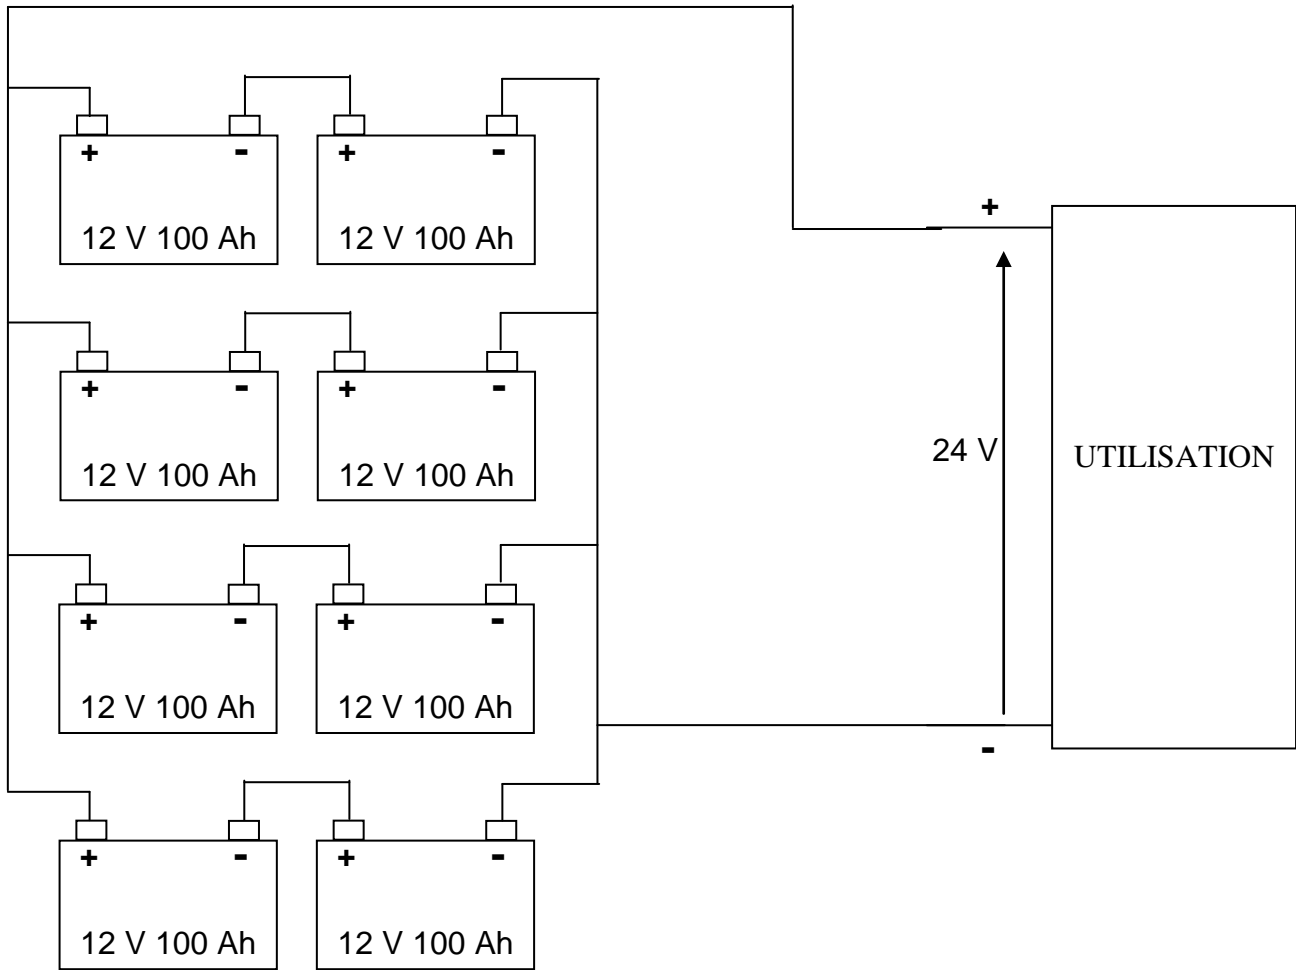 + - + -
12 V 100 Ah 12 V 100 Ah
+
+ - + -
12 V 100 Ah 12 V 100 Ah
24 V UTILISATION
+ - + -
12 V 100 Ah 12 V 100 Ah
-
+ - + -
12 V 100 Ah 12 V 100 Ah